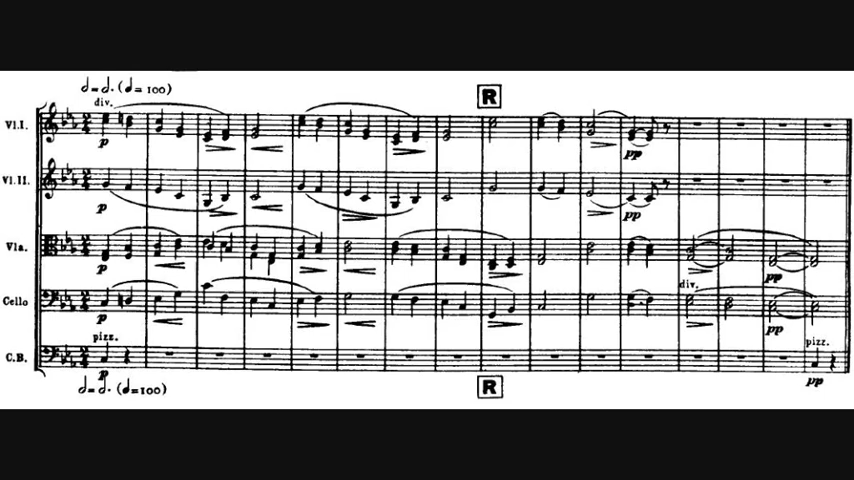 𝅗𝅥=𝅗𝅥. (𝅗𝅥=100)
R
div.
Vl.I.
p
pp
Vl.II.
p
pp
Vla.
p
pp
div.
Cello
p
pp
pizz.
pizz.
C.B.
p
pp
𝅗𝅥=𝅗𝅥. (𝅗𝅥=100)
R